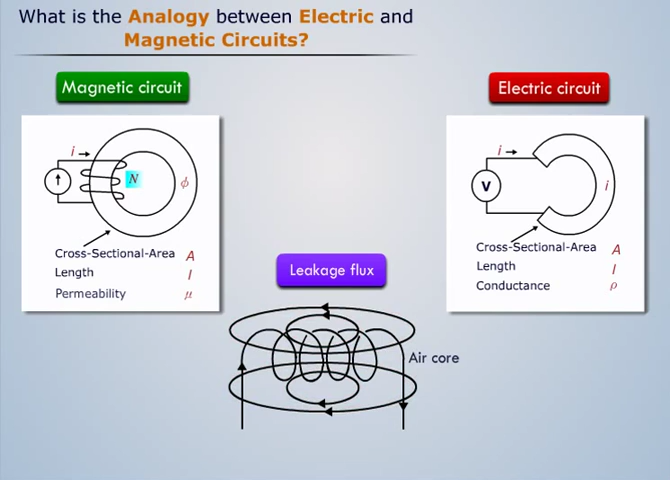 What is the Analogy between Electric and
Magnetic Circuits?
Magnetic circuit
i
N
ϕ
Cross-Sectional-Area A
Length l
Permeability μ
Electric circuit
i
V
i
Cross-Sectional-Area A
Length l
Conductance ρ
Leakage flux
Air core